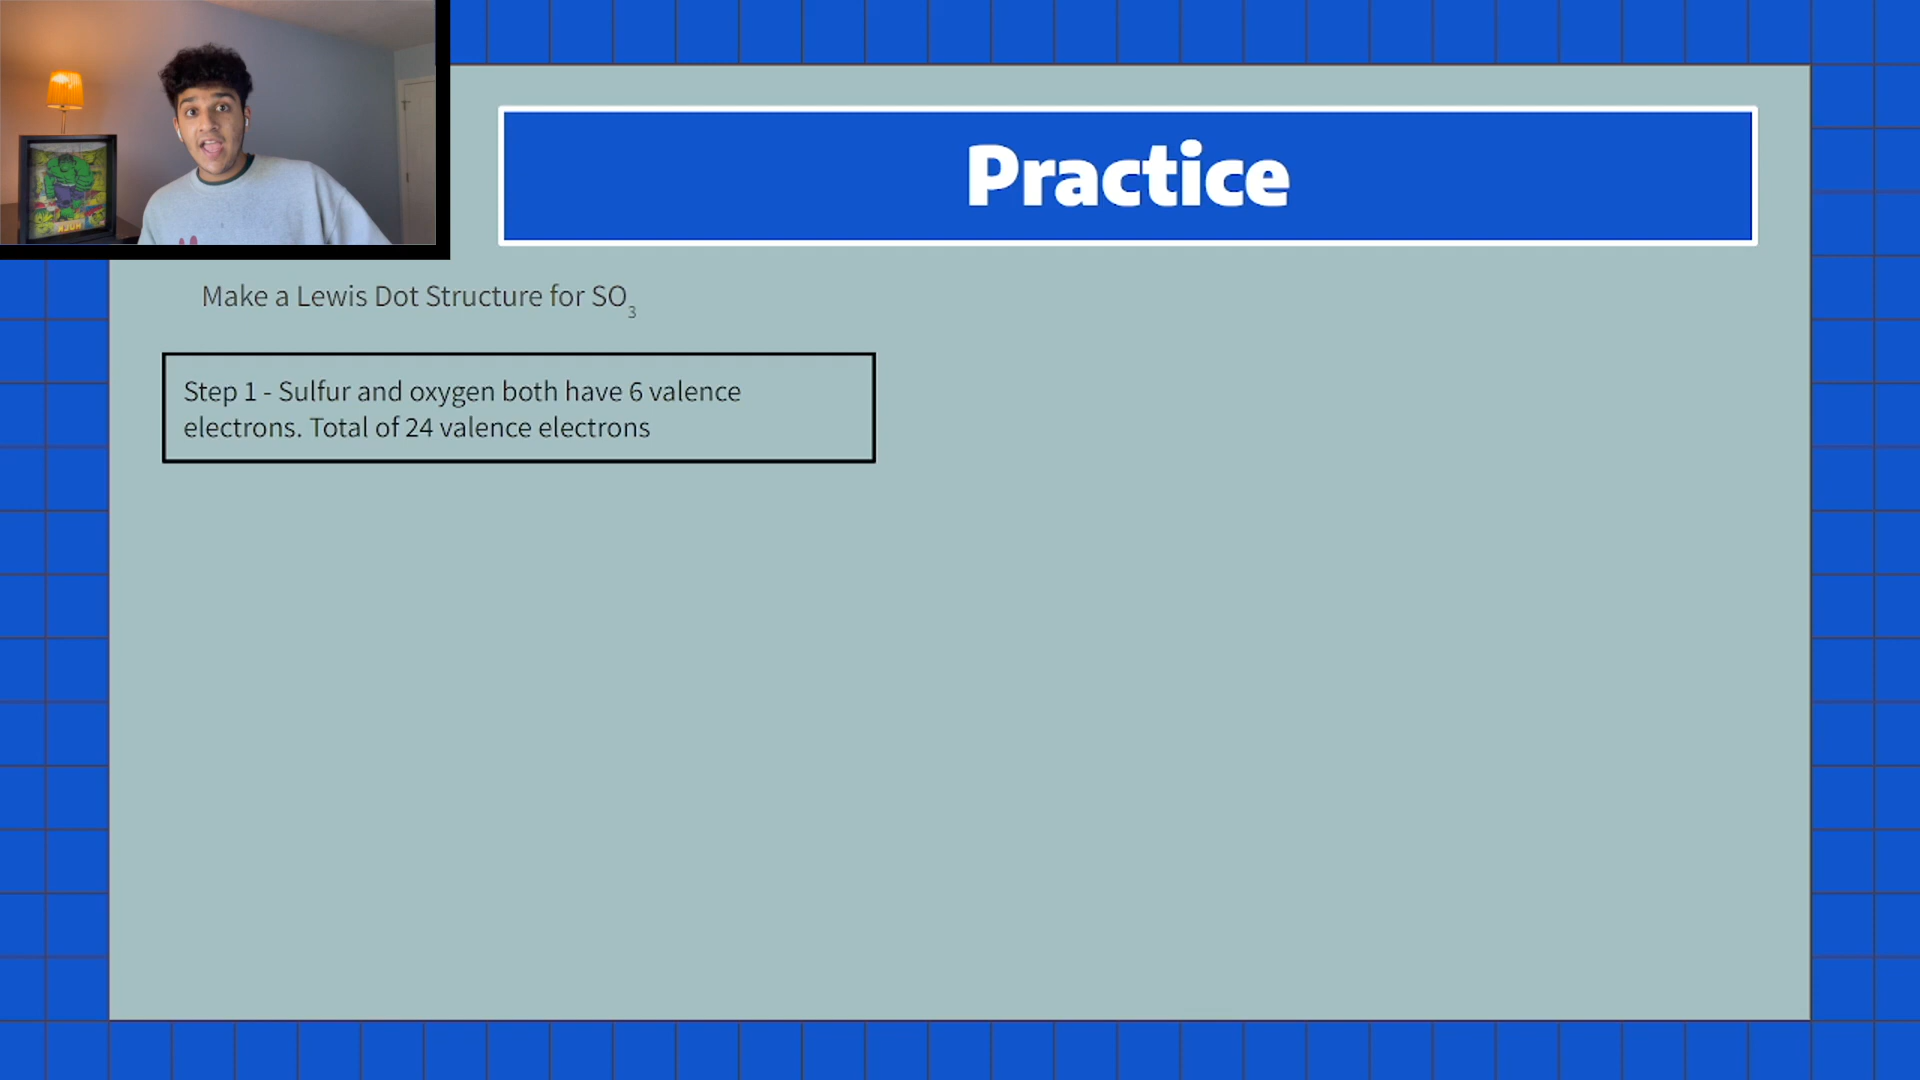 Practice
Make a Lewis Dot Structure for SO₃
Step 1 - Sulfur and oxygen both have 6 valence
electrons. Total of 24 valence electrons